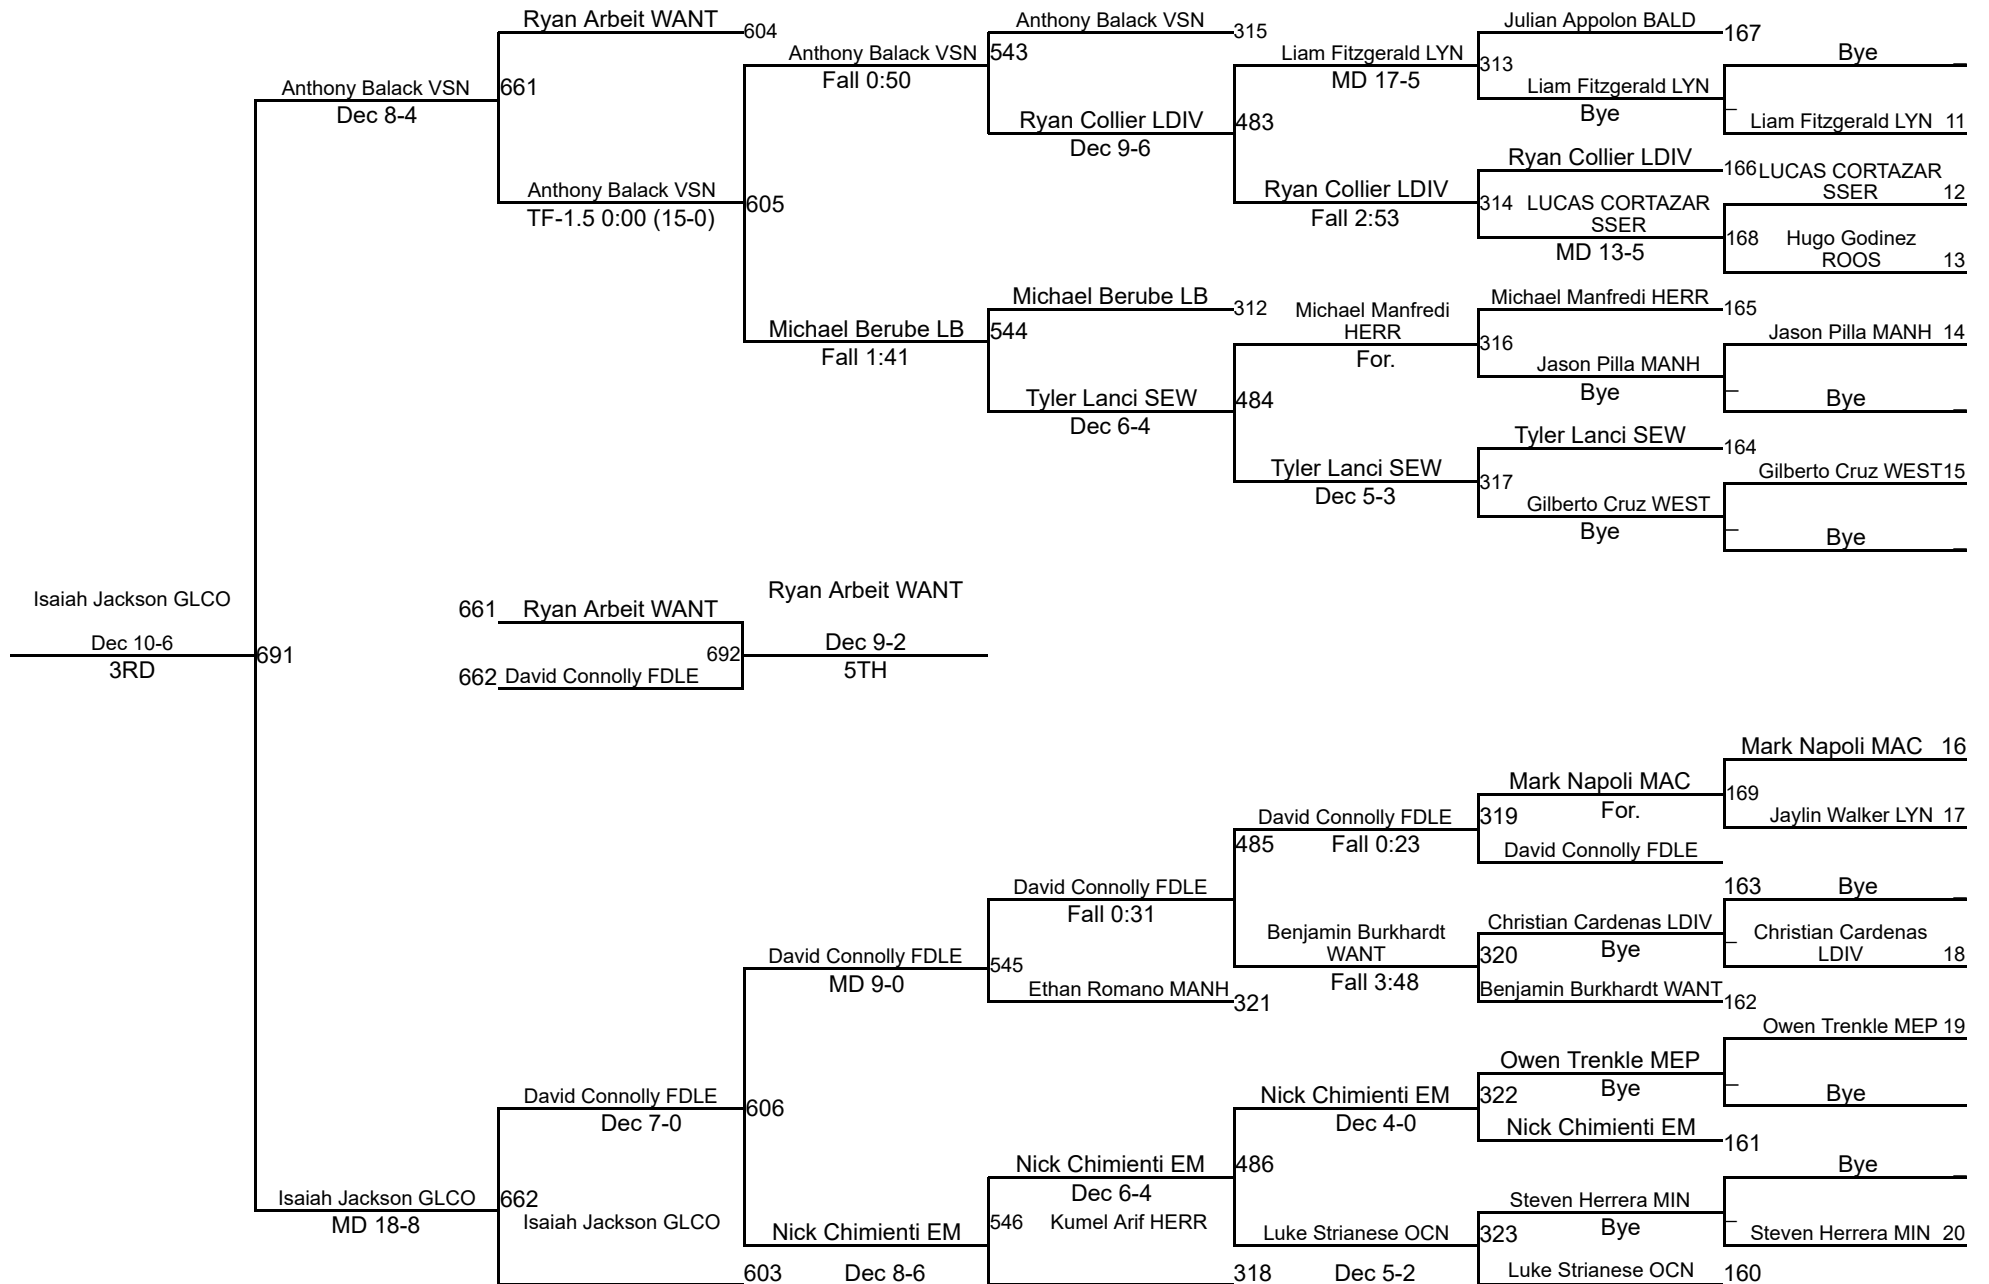 Ryan Arbeit WANT
604
Anthony Balack VSN
315
Julian Appolon BALD
167
Anthony Balack VSN
543
Fall 0:50
Liam Fitzgerald LYN
313
MD 17-5
Bye
Anthony Balack VSN
661
Dec 8-4
Liam Fitzgerald LYN
Bye
Liam Fitzgerald LYN 11
Ryan Collier LDIV
483
Dec 9-6
Ryan Collier LDIV
166
LUCAS CORTAZAR
SSER 12
Anthony Balack VSN
605
TF-1.5 0:00 (15-0)
Ryan Collier LDIV
314
Fall 2:53
LUCAS CORTAZAR
SSER
168
MD 13-5
Hugo Godinez
ROOS 13
Michael Berube LB
312
Michael Manfredi
HERR
316
For.
Michael Manfredi HERR
165
Jason Pilla MANH 14
Michael Berube LB
544
Fall 1:41
Jason Pilla MANH
Bye
Bye
Tyler Lanci SEW
484
Dec 6-4
Tyler Lanci SEW
164
Gilberto Cruz WEST15
Tyler Lanci SEW
317
Dec 5-3
Gilberto Cruz WEST
Bye
Bye
Isaiah Jackson GLCO
Dec 10-6
691
3RD
661 Ryan Arbeit WANT
Ryan Arbeit WANT
692
Dec 9-2
5TH
662 David Connolly FDLE
Mark Napoli MAC 16
Mark Napoli MAC
169
For.
Jaylin Walker LYN 17
David Connolly FDLE
319
485
Fall 0:23
David Connolly FDLE
163
Bye
David Connolly FDLE
Fall 0:31
Benjamin Burkhardt
WANT
320
Fall 3:48
Christian Cardenas LDIV
Bye
Christian Cardenas
LDIV 18
David Connolly FDLE
545
MD 9-0
Ethan Romano MANH
321
Benjamin Burkhardt WANT
162
Owen Trenkle MEP 19
Owen Trenkle MEP
Bye
Bye
David Connolly FDLE
606
Dec 7-0
Nick Chimienti EM
322
Dec 4-0
Nick Chimienti EM
161
Bye
Nick Chimienti EM
486
Dec 6-4
Isaiah Jackson GLCO
662
MD 18-8
Isaiah Jackson GLCO
603
Nick Chimienti EM
546
Dec 8-6
Kumel Arif HERR
318
Luke Strianese OCN
323
Dec 5-2
Steven Herrera MIN
Bye
Steven Herrera MIN 20
Luke Strianese OCN
160